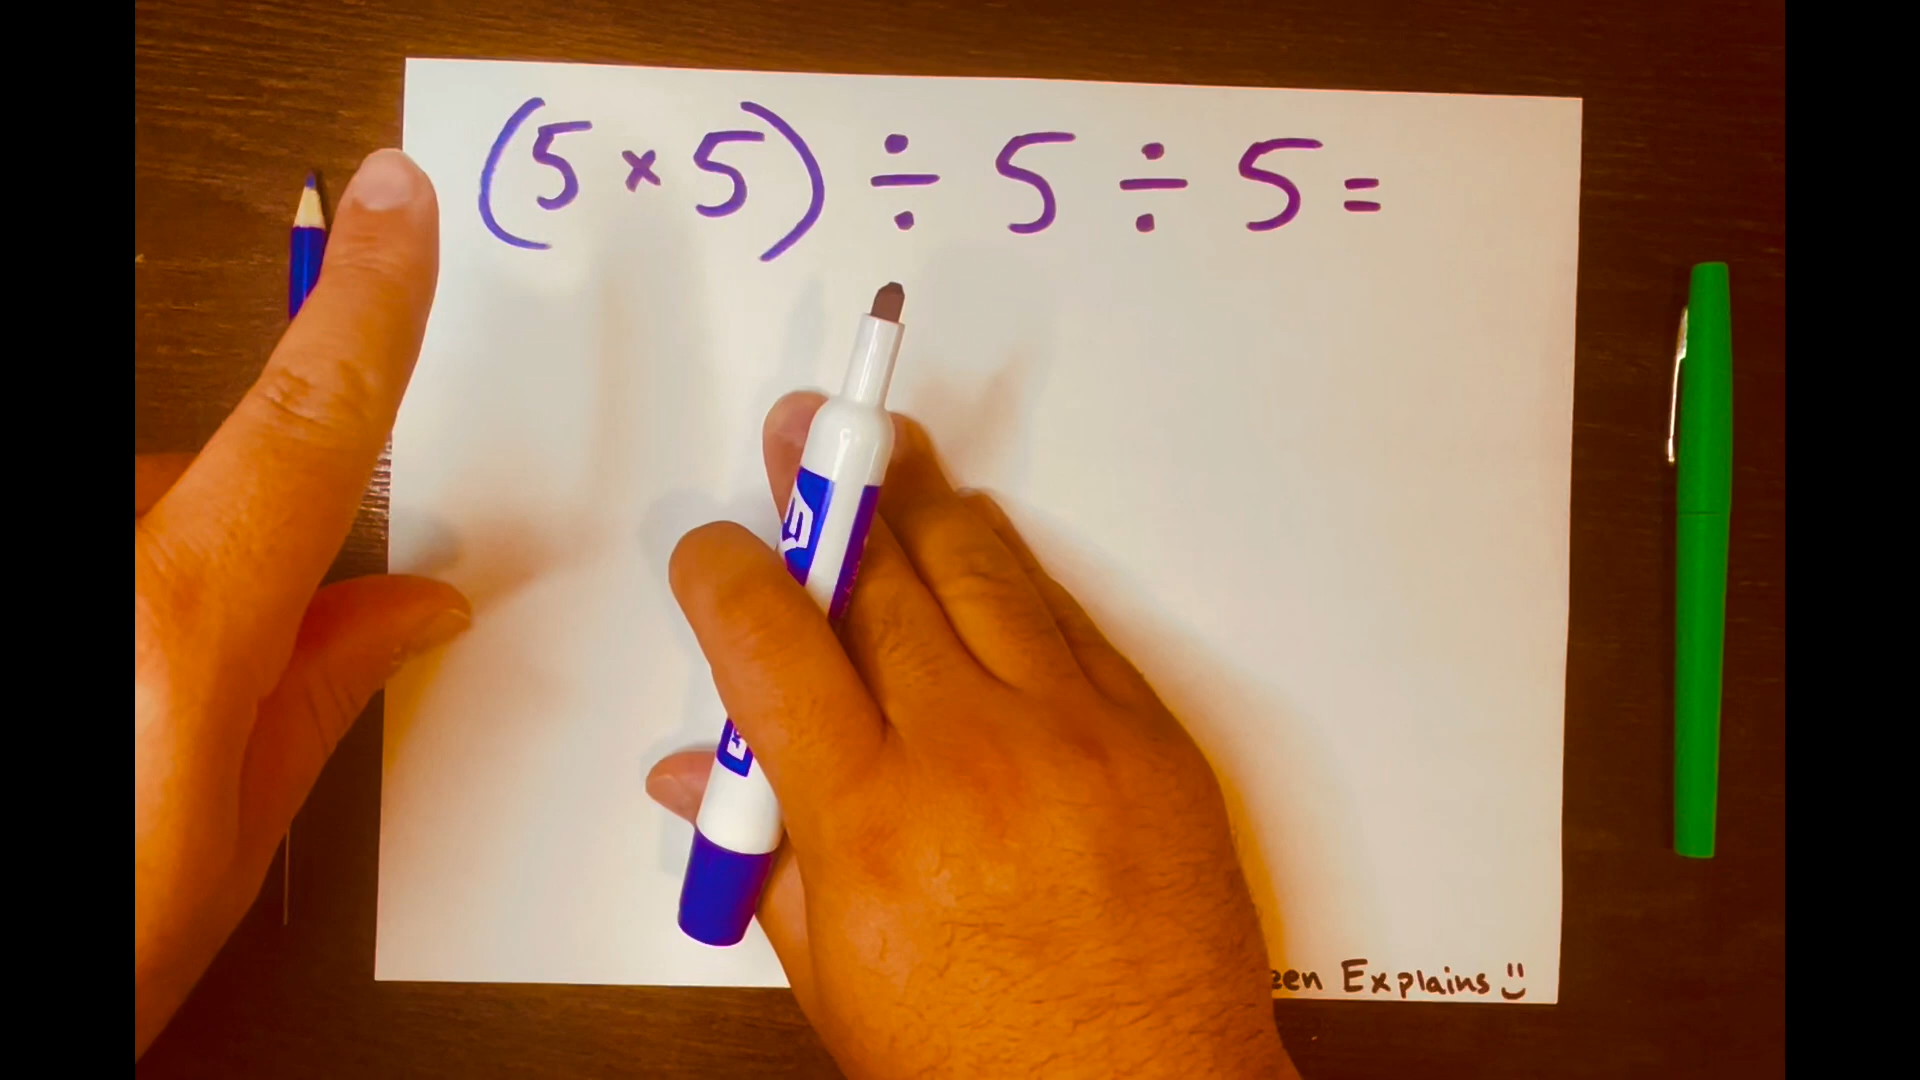 (5 × 5) ÷ 5 ÷ 5 =
Explains